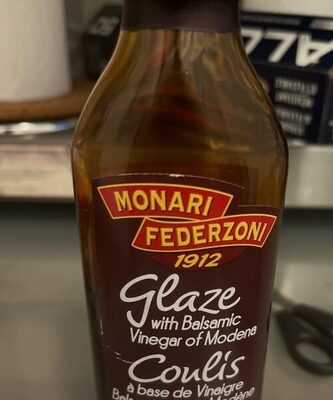 MONARI
FEDERZONI
1912
Glaze
with Balsamic
Vinegar of Modena
Coulis
à base de Vinaigre